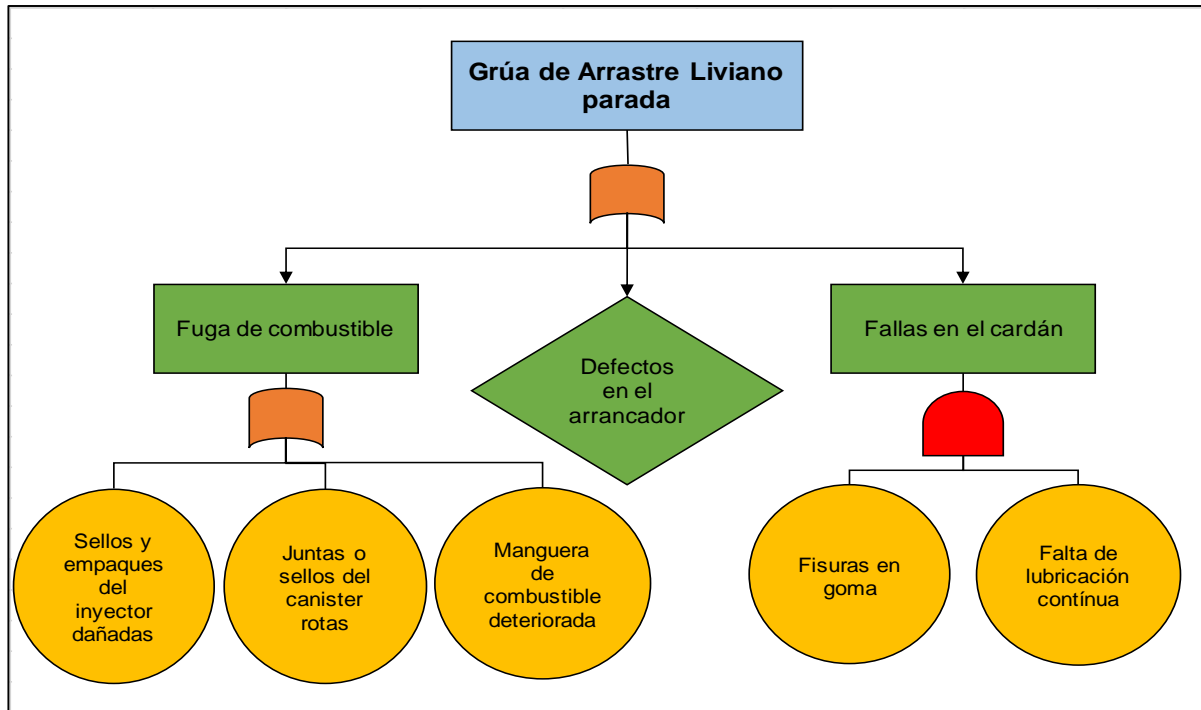 Grúa de Arrastre Liviano
parada
Fuga de combustible
Defectos
en el
arrancador
Fallas en el cardán
Sellos y
empaques
del
inyector
dañadas
Juntas o
sellos del
canister
rotas
Manguera
de
combustible
deteriorada
Fisuras en
goma
Falta de
lubricación
contínua